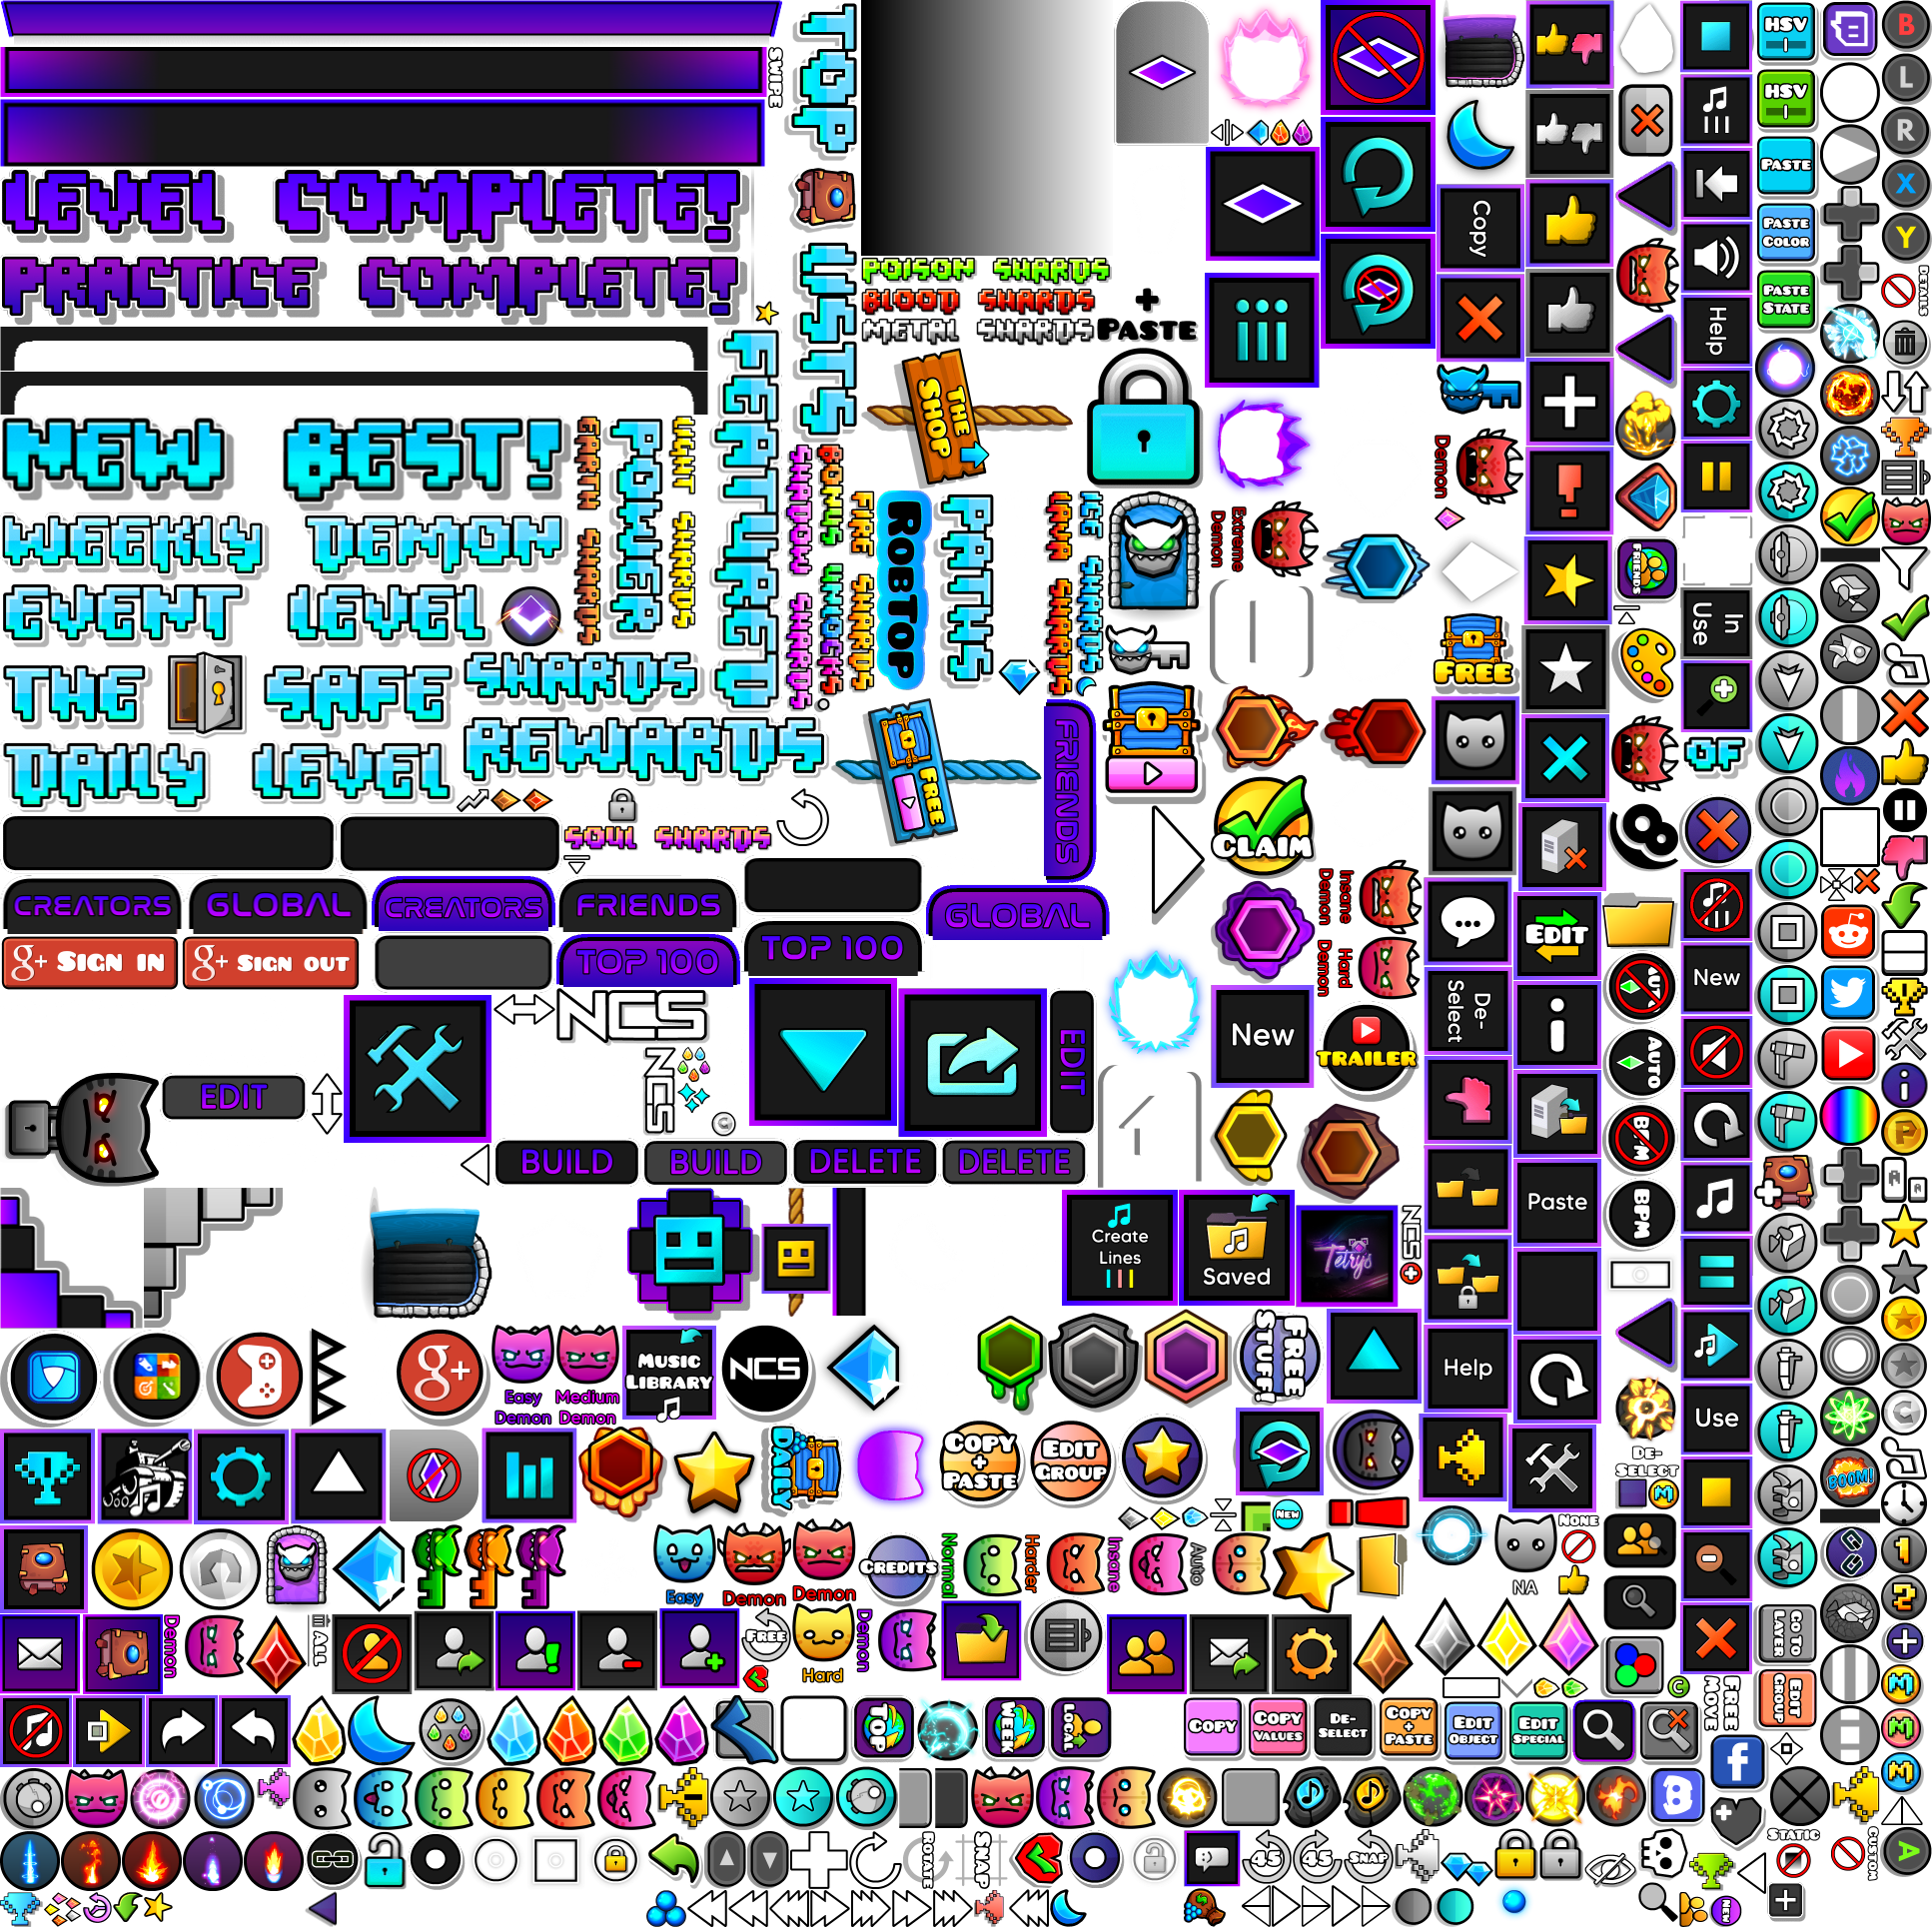 SWIPE
LEVEL COMPLETE!
PRACTICE COMPLETE!
NEW BEST!
WEEKLY DEMON
EVENT LEVEL
THE SAFE
DAILY LEVEL
SHARDS
REWARDS
EARTH SHARDS
POWER
LIGHT SHARDS
FEATURED
TOP
LISTS
SHADOW SHARDS
BONUS UNLOCKS
FIRE SHARDS
ROBTOP
PATHS
LAVA SHARDS
ICE SHARDS
POISON SHARDS
BLOOD SHARDS
METAL SHARDS
+
PASTE
THE SHOP
FREE
SOUL SHARDS
FRIENDS
CREATORS
GLOBAL
CREATORS
FRIENDS
TOP 100
GLOBAL
g+ SIGN IN
g+ SIGN OUT
TOP 100
NCS
NCS
EDIT
EDIT
BUILD
BUILD
DELETE
DELETE
Copy
Help
HSV
HSV
PASTE
PASTE COLOR
PASTE STATE
B
L
R
X
Y
DETAILS
Demon
Extreme Demon
FREE
FRIENDS
In Use
OF
CLAIM
Insane Demon
Hard Demon
New
TRAILER
De-Select
EDIT
AUTO
AUTO
BPM
BPM
New
Paste
Help
Use
Create Lines
Saved
Tetrys
NCS
Easy Demon
Medium Demon
MUSIC LIBRARY
NCS
g+
FREE STUFF!
DAILY
COPY + PASTE
EDIT GROUP
DE-SELECT
BOOM!
NEW
Easy
Demon
Demon
CREDITS
Normal
Harder
Insane
Auto
NA
NONE
Demon
ALL
FREE
Hard
Demon
GO TO LAYER
EDIT GROUP
FREE MOVE
TOP
WEEK
LOCAL
COPY
COPY VALUES
DE-SELECT
COPY + PASTE
EDIT OBJECT
EDIT SPECIAL
ROTATE
SNAP
45
45
SNAP
STATIC
CUSTOM
A
NEW